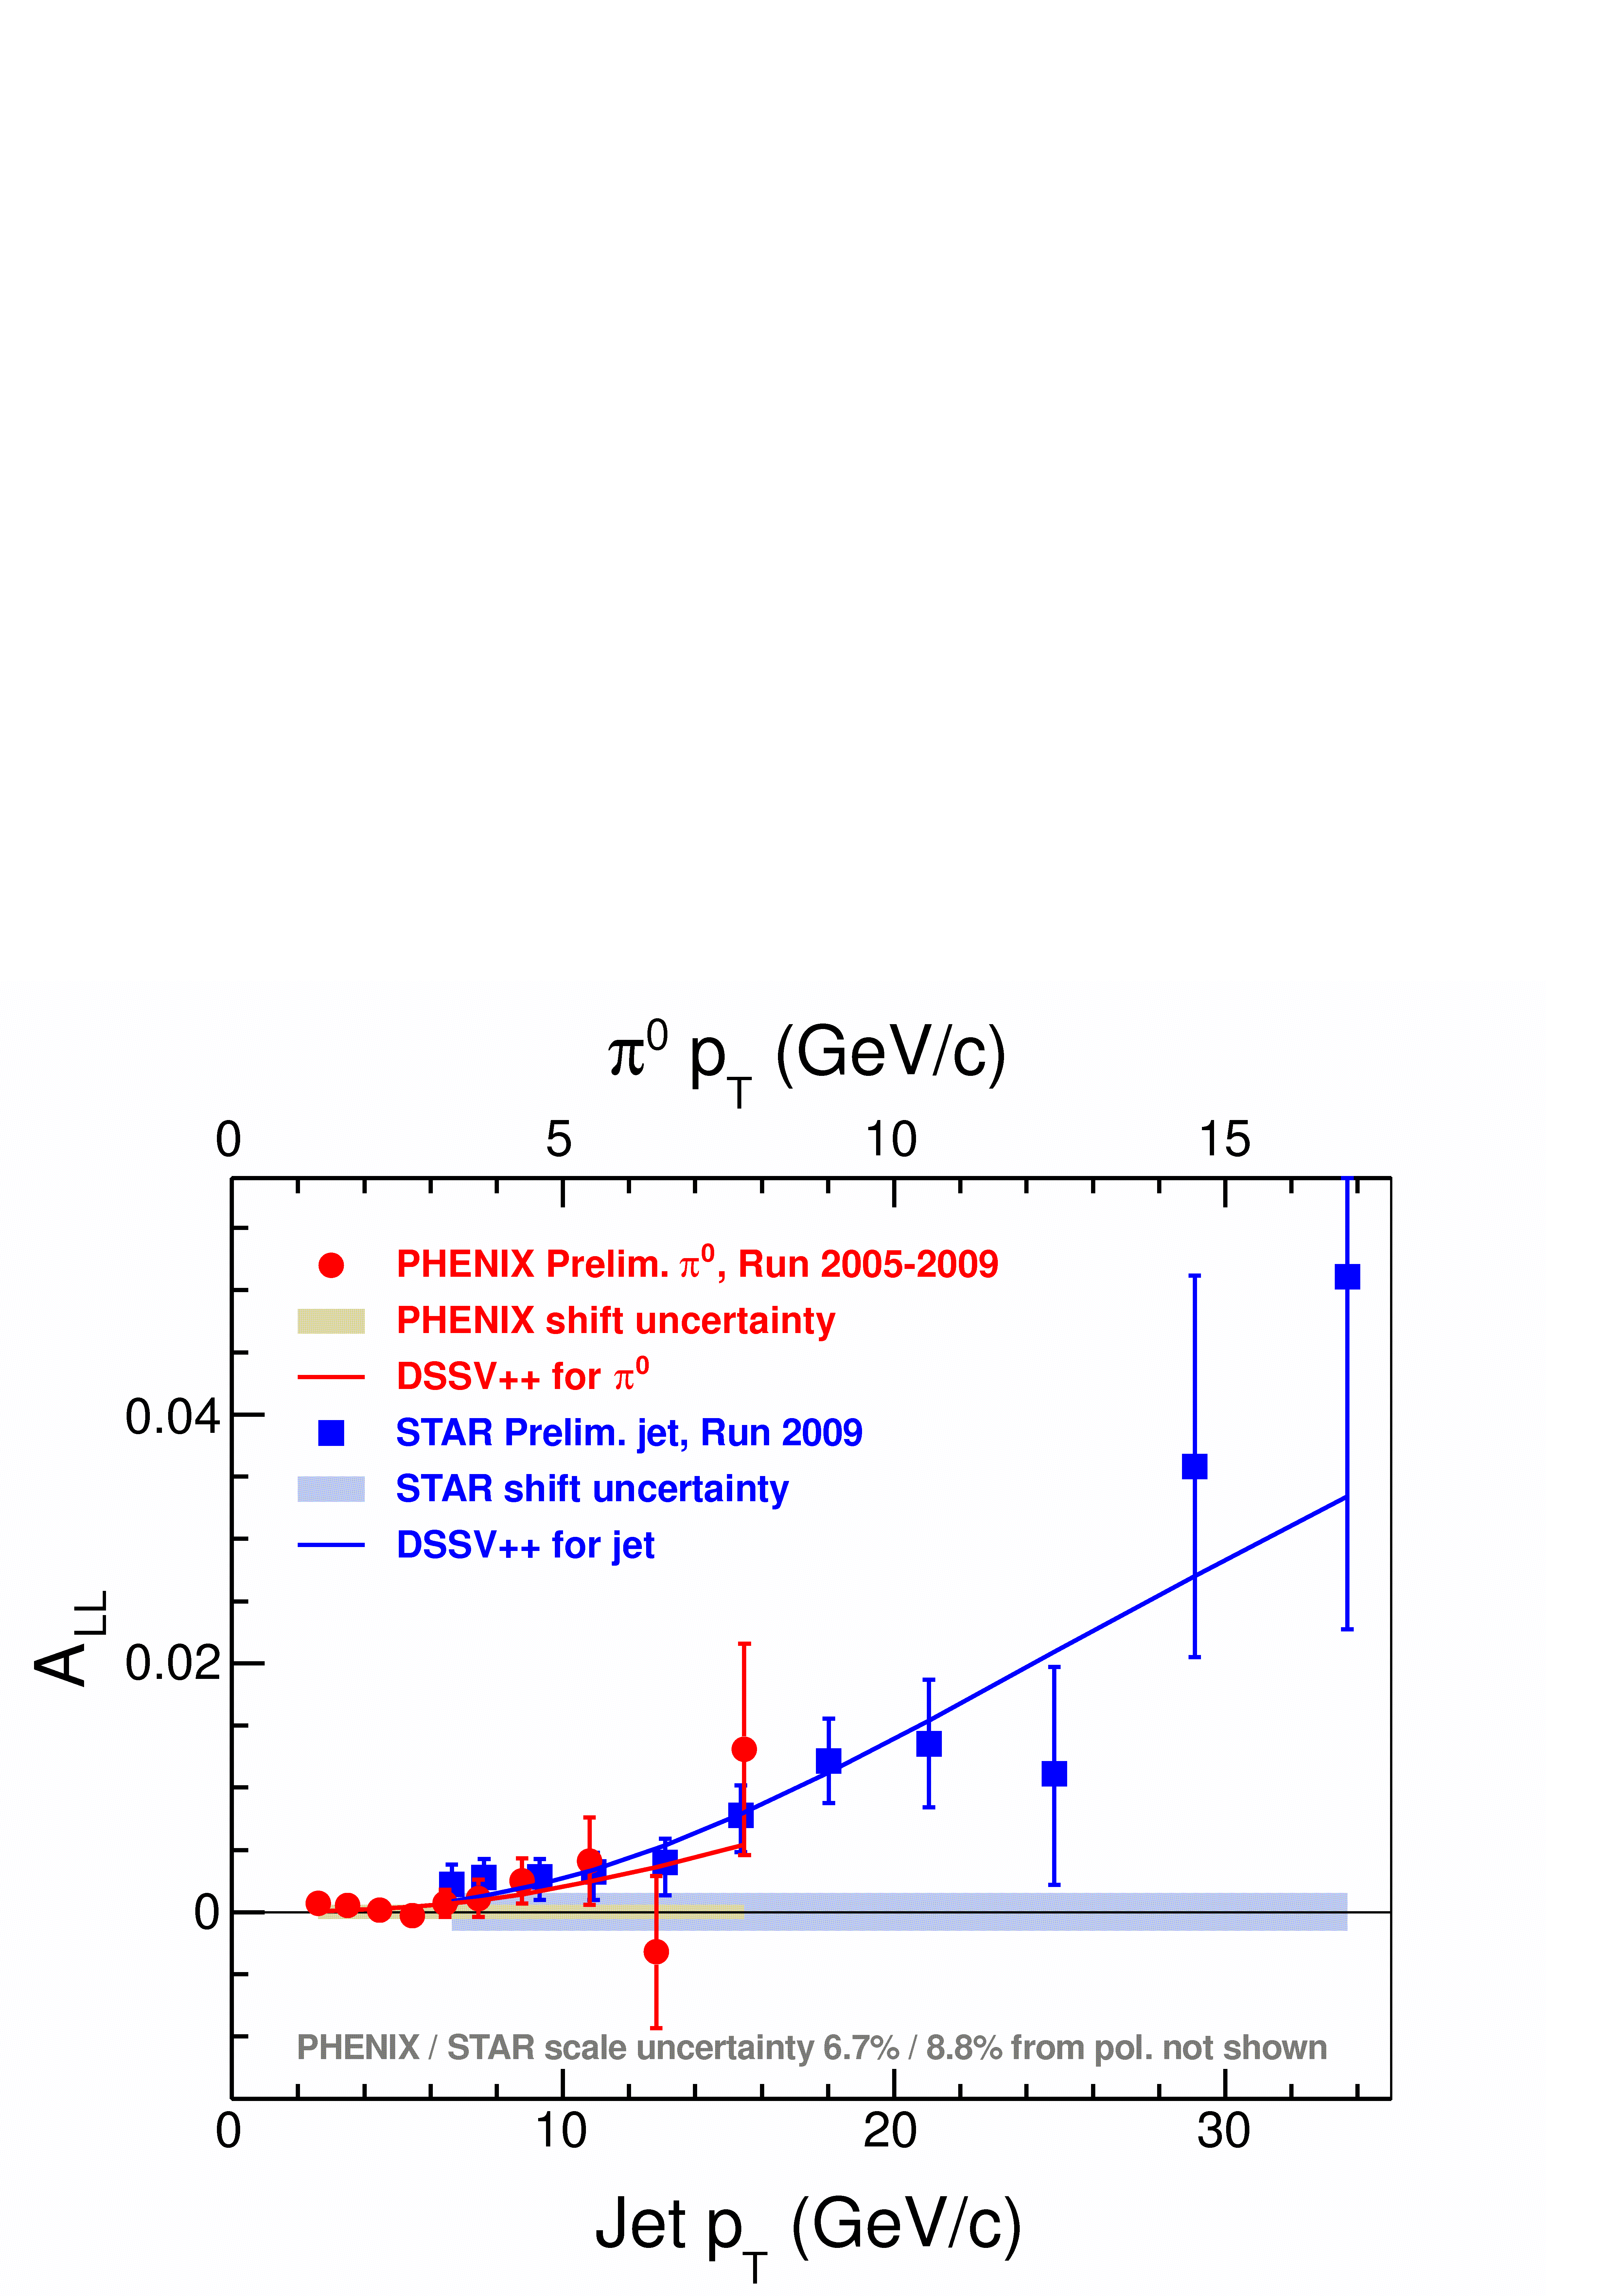 π0 pT (GeV/c)
0 5 10 15
PHENIX Prelim. π0, Run 2005-2009
PHENIX shift uncertainty
DSSV++ for π0
STAR Prelim. jet, Run 2009
STAR shift uncertainty
DSSV++ for jet
0.04
0.02
0
ALL
PHENIX / STAR scale uncertainty 6.7% / 8.8% from pol. not shown
0 10 20 30
Jet pT (GeV/c)